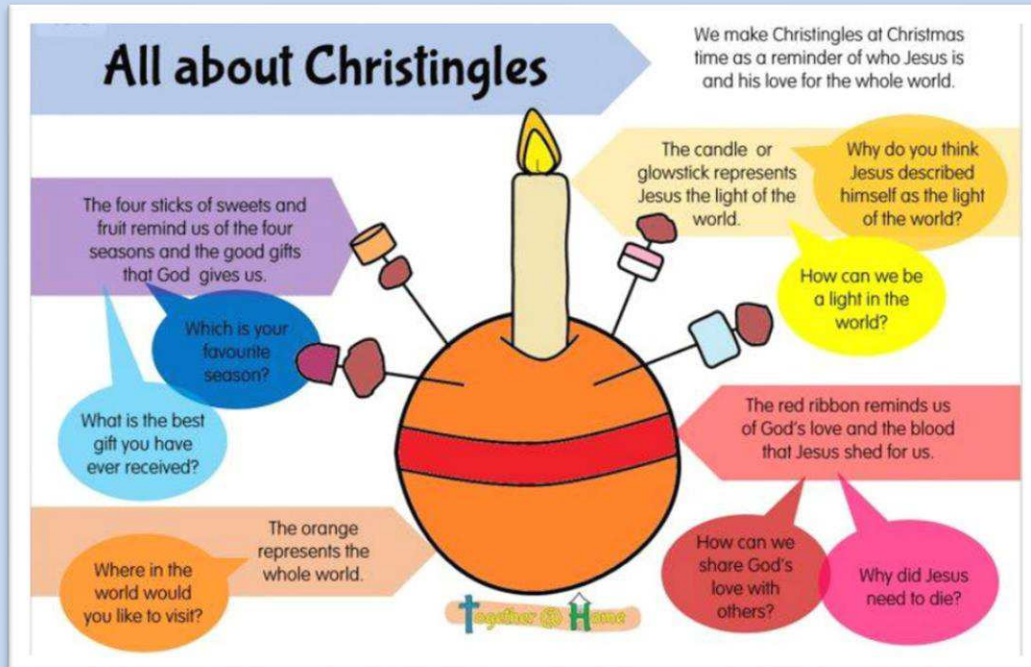 All about Christingles
We make Christingles at Christmas
time as a reminder of who Jesus is
and his love for the whole world.
The candle or
glowstick represents
Jesus the light of the
world.
Why do you think
Jesus described
himself as the light
of the world?
How can we be
a light in the
world?
The four sticks of sweets and
fruit remind us of the four
seasons and the good gifts
that God gives us.
Which is your
favourite
season?
What is the best
gift you have
ever received?
The red ribbon reminds us
of God's love and the blood
that Jesus shed for us.
How can we
share God's
love with
others?
Why did Jesus
need to die?
The orange
represents the
whole world.
Where in the
world would
you like to visit?
Together @ Home